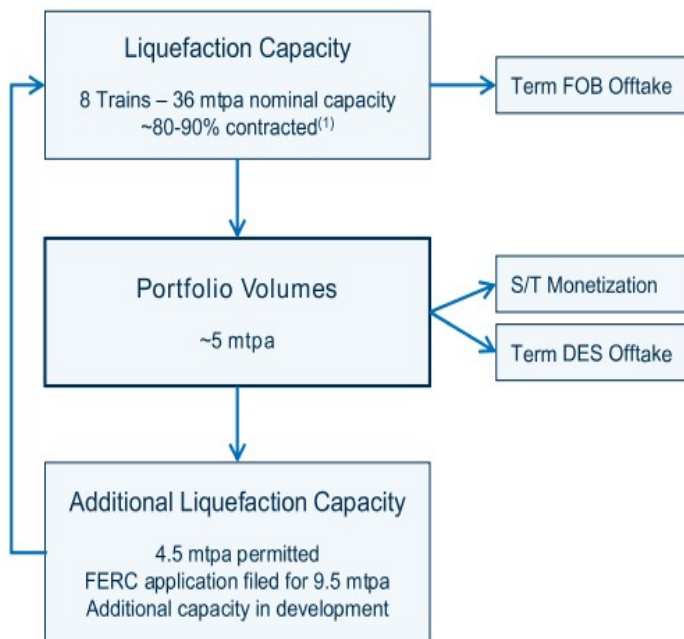 Liquefaction Capacity
8 Trains – 36 mtpa nominal capacity
~80-90% contracted(1)
Term FOB Offtake
Portfolio Volumes
~5 mtpa
S/T Monetization
Term DES Offtake
Additional Liquefaction Capacity
4.5 mtpa permitted
FERC application filed for 9.5 mtpa
Additional capacity in development